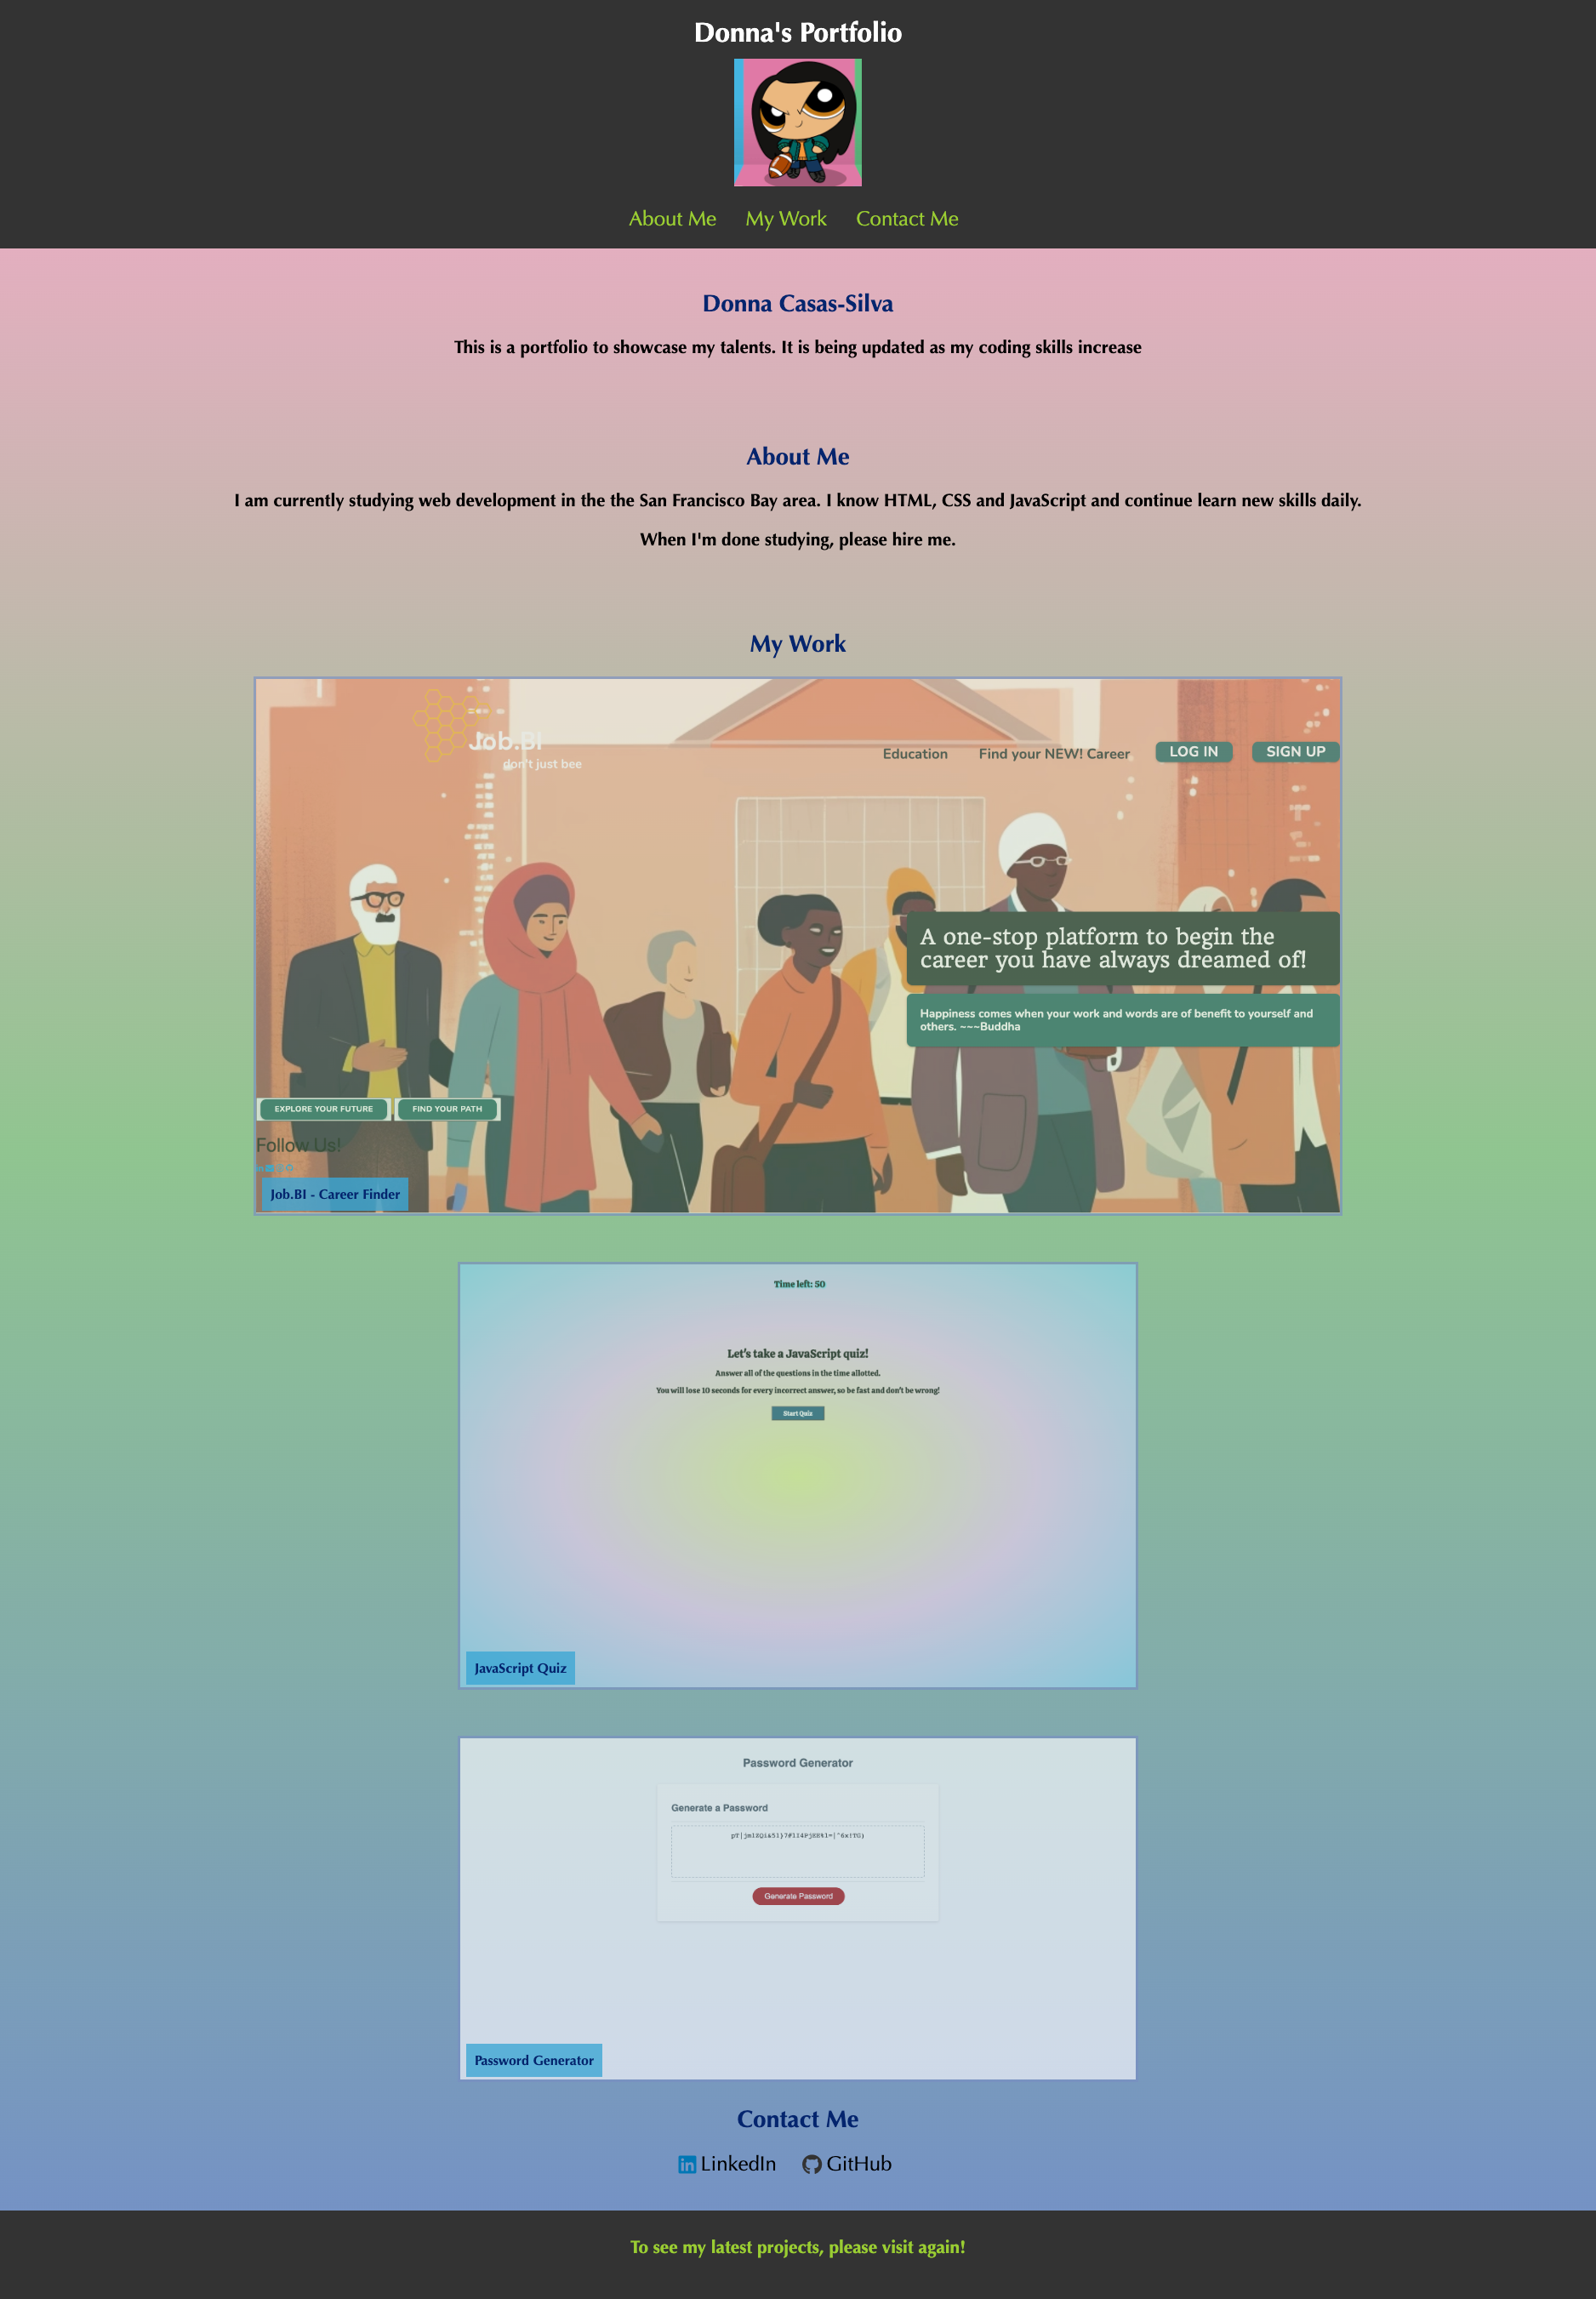 Donna's Portfolio
About Me My Work Contact Me
Donna Casas-Silva
This is a portfolio to showcase my talents. It is being updated as my coding skills increase
About Me
I am currently studying web development in the the San Francisco Bay area. I know HTML, CSS and JavaScript and continue learn new skills daily.
When I'm done studying, please hire me.
My Work
Job.BI
don't just bee
Education Find your NEW! Career LOG IN SIGN UP
A one-stop platform to begin the
career you have always dreamed of!
Happiness comes when your work and words are of benefit to yourself and
others. ~~~Buddha
EXPLORE YOUR FUTURE FIND YOUR PATH
Follow Us!
Job.BI - Career Finder
Time left: 50
Let's take a JavaScript quiz!
Answer all of the questions in the time allotted.
You will lose 10 seconds for every incorrect answer, so be fast and don't be wrong!
Start Quiz
JavaScript Quiz
Password Generator
Generate a Password
Generate Password
Password Generator
Contact Me
LinkedIn GitHub
To see my latest projects, please visit again!